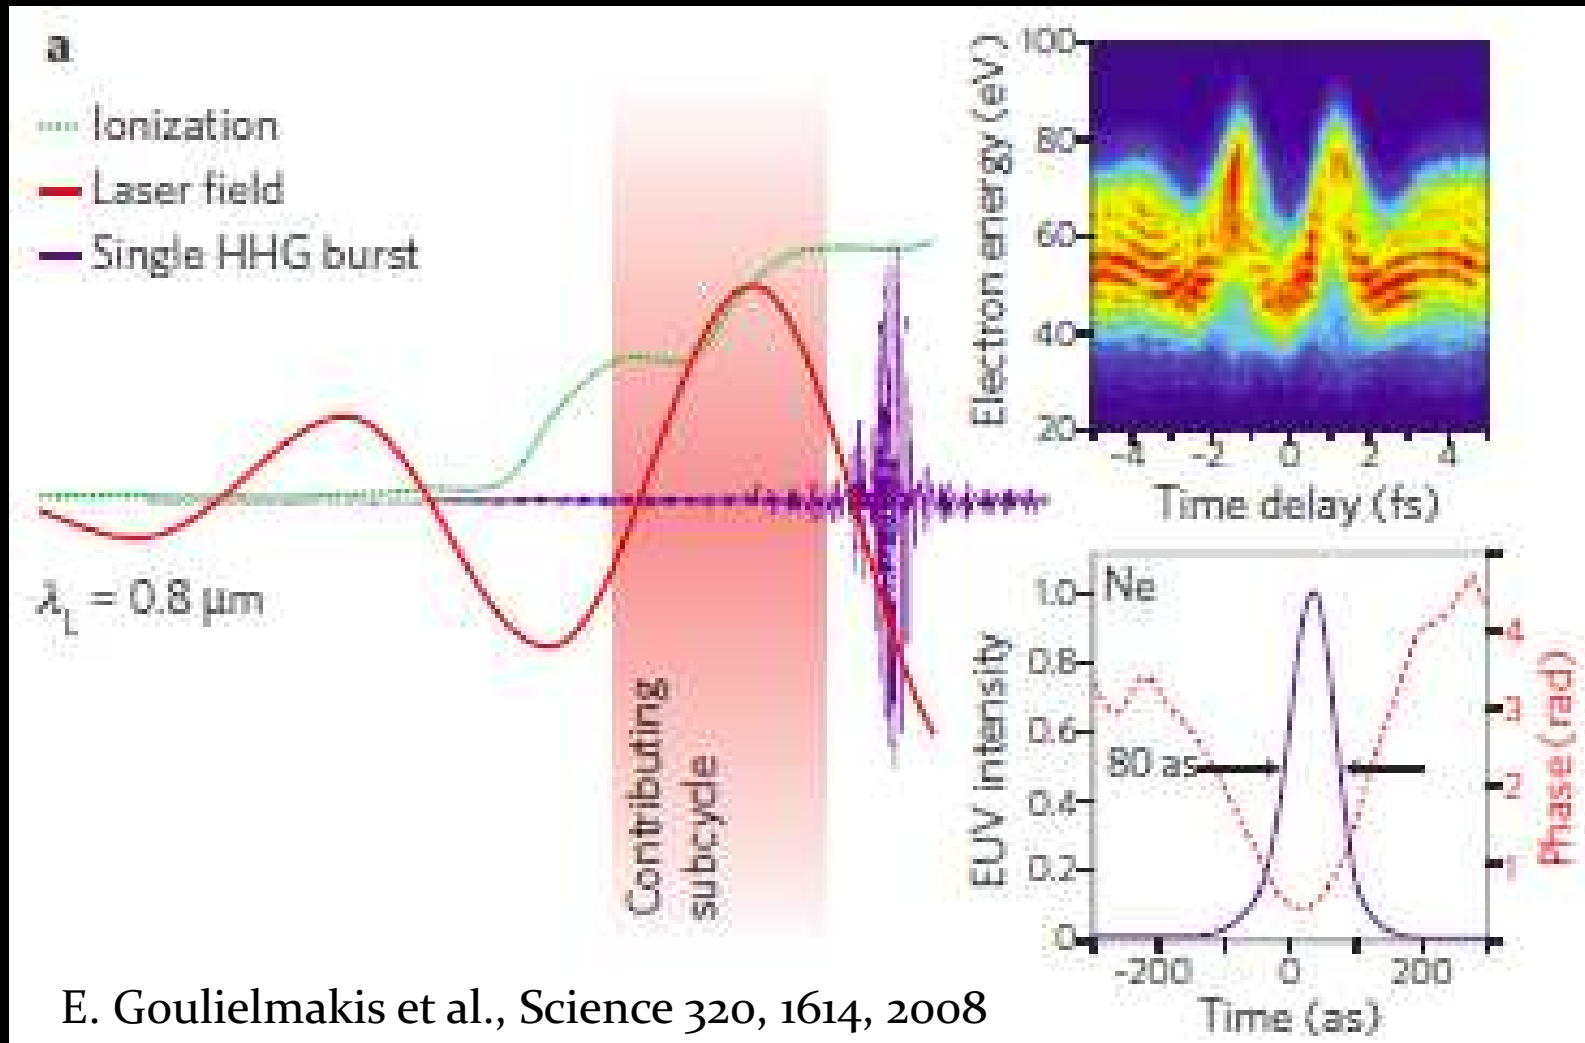 a
Ionization
Laser field
Single HHG burst
λL = 0.8 µm
Contributing
subcycle
Electron energy (eV)
100
80
60
40
20
-4 -2 0 2 4
Time delay (fs)
EUV intensity
1.0
0.8
0.6
0.4
0.2
0
Ne
80 as
4
3
2
1
Phase (rad)
-200 0 200
Time (as)
E. Goulielmakis et al., Science 320, 1614, 2008